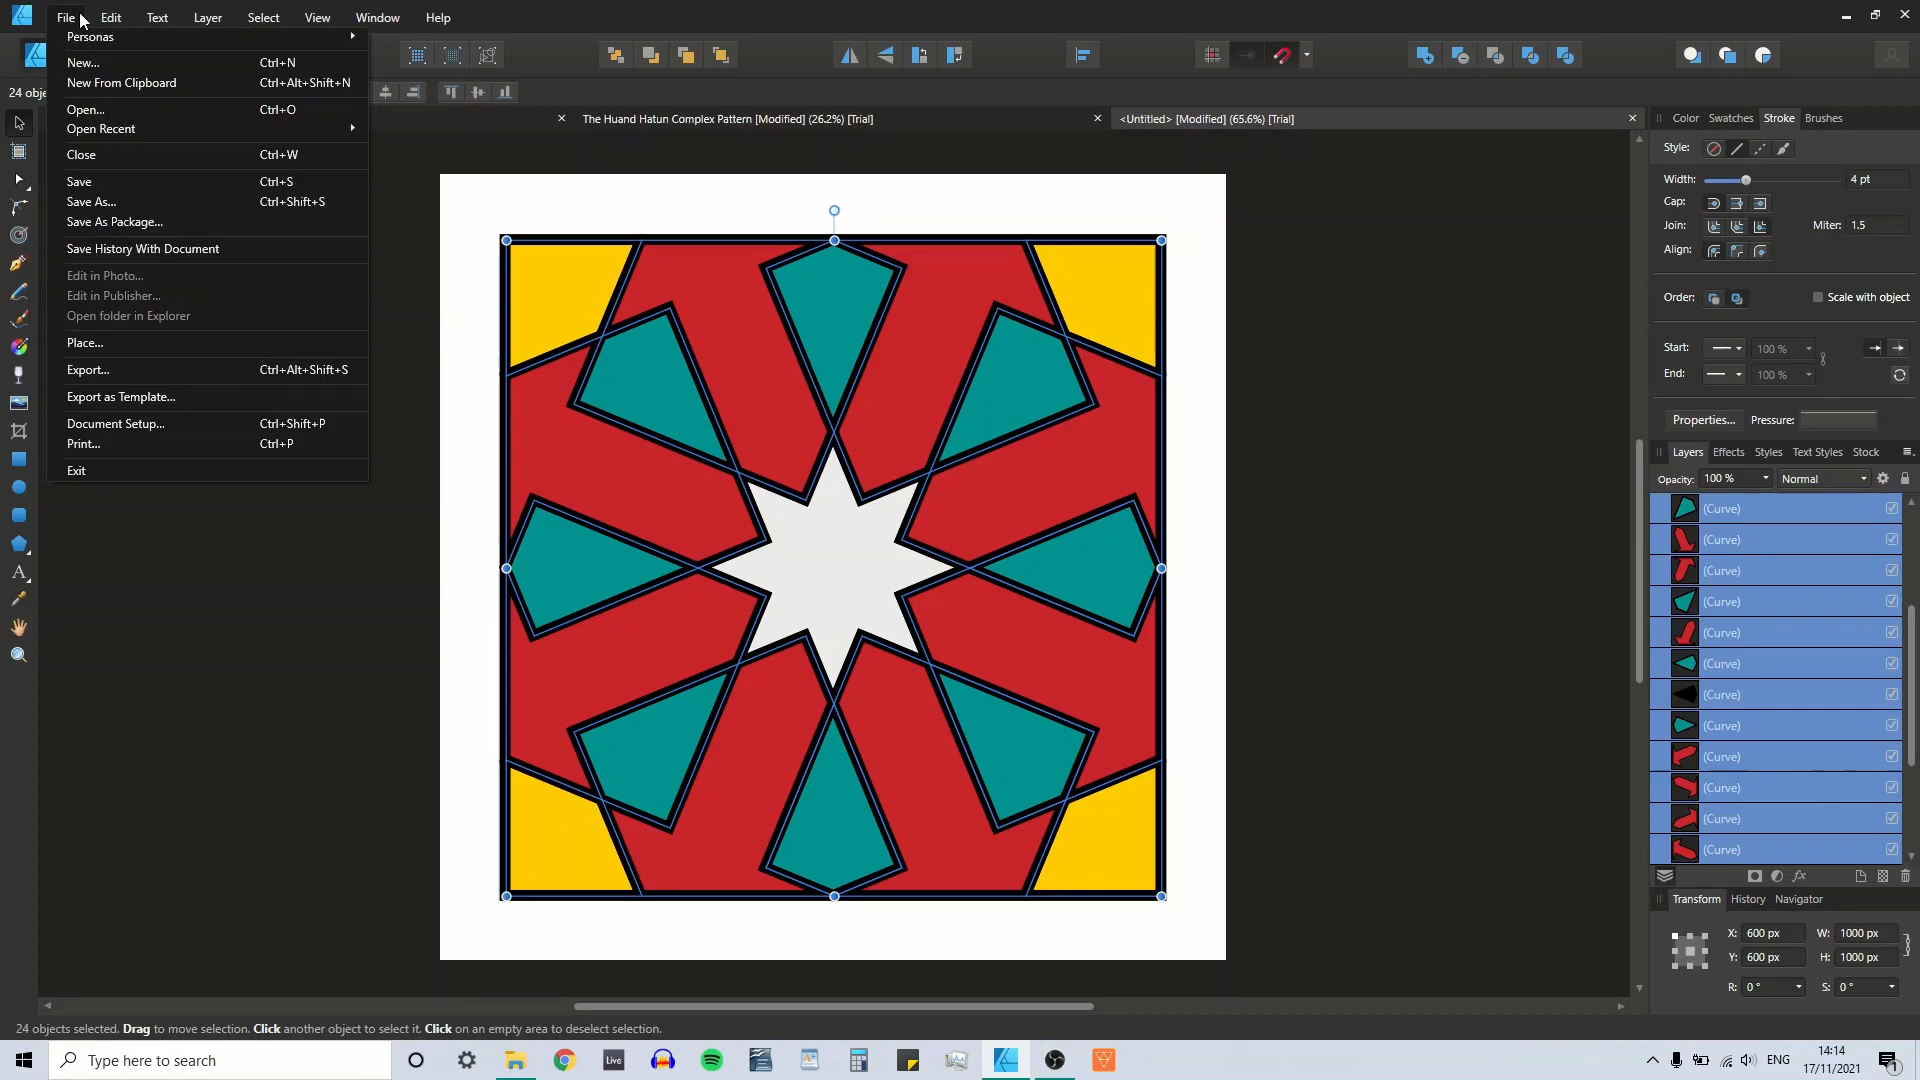 File Edit Text Layer Select View Window Help
Personas
New... Ctrl+N
New From Clipboard Ctrl+Alt+Shift+N
Open... Ctrl+O
Open Recent
Close Ctrl+W
Save Ctrl+S
Save As... Ctrl+Shift+S
Save As Package...
Save History With Document
Edit in Photo...
Edit in Publisher...
Open folder in Explorer
Place...
Export... Ctrl+Alt+Shift+S
Export as Template...
Document Setup... Ctrl+Shift+P
Print... Ctrl+P
Exit
24 obje
The Huand Hatun Complex Pattern [Modified] (26.2%) [Trial]
<Untitled> [Modified] (65.6%) [Trial]
Color Swatches Stroke Brushes
Style:
Width: 4 pt
Cap:
Join: Miter: 1.5
Align:
Order: Scale with object
Start: 100 %
End: 100 %
Properties... Pressure:
Layers Effects Styles Text Styles Stock
Opacity: 100 % Normal
(Curve)
(Curve)
(Curve)
(Curve)
(Curve)
(Curve)
(Curve)
(Curve)
(Curve)
(Curve)
(Curve)
(Curve)
Transform History Navigator
X: 600 px W: 1000 px
Y: 600 px H: 1000 px
R: 0 ° S: 0 °
24 objects selected. Drag to move selection. Click another object to select it. Click on an empty area to deselect selection.
Type here to search
Live
ENG
14:14
17/11/2021
1